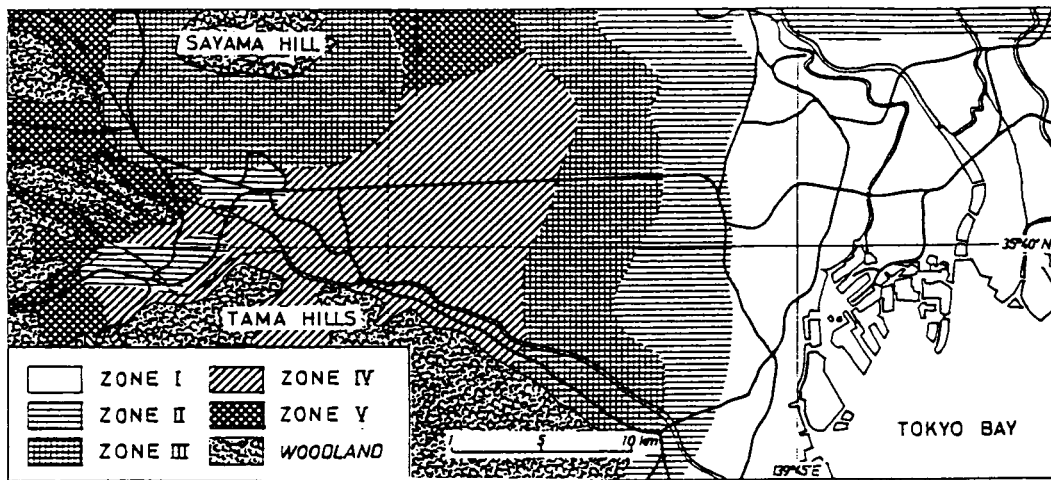 SAYAMA HILL
35°40' N
TAMA HILLS
ZONE I
ZONE IV
ZONE II
ZONE V
ZONE III
WOODLAND
1 5 10 km
TOKYO BAY
139°45 E